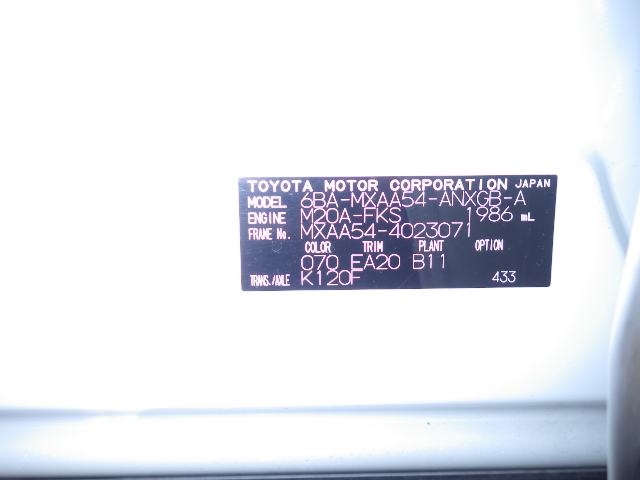 TOYOTA MOTOR CORPORATION JAPAN
MODEL 6BA-MXAA54-ANXGB-A
ENGINE M20A-FKS 1986 mL
FRAME No. MXAA54-4023071
COLOR TRIM PLANT OPTION
070 EA20 B11
TRANS./AXLE K120F 433